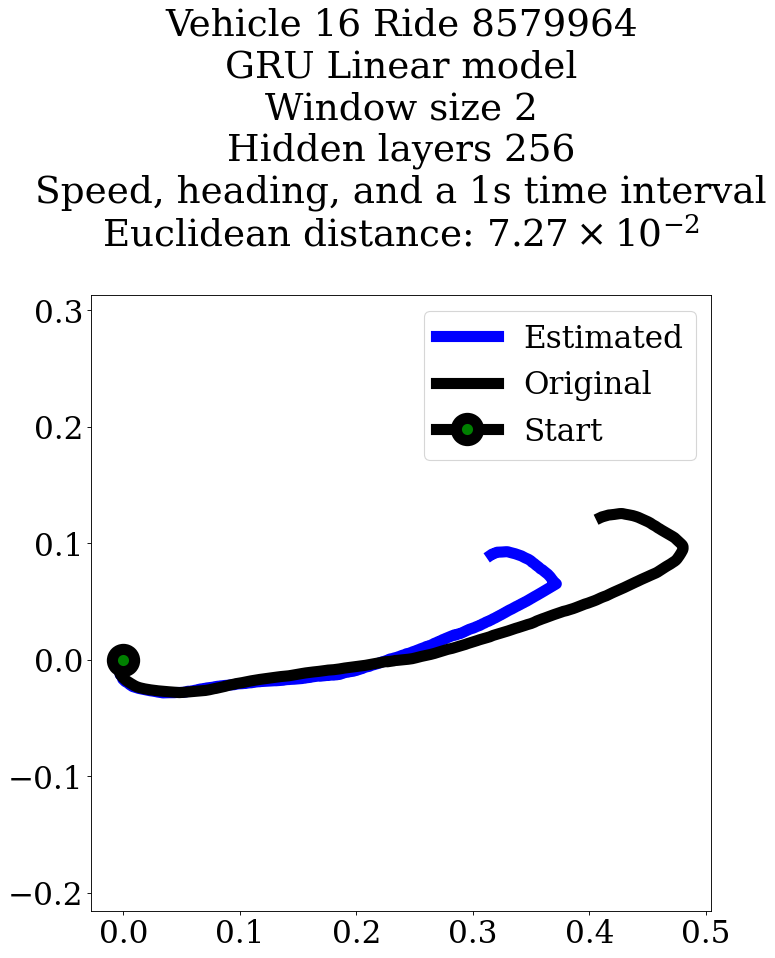 Vehicle 16 Ride 8579964
GRU Linear model
Window size 2
Hidden layers 256
Speed, heading, and a 1s time interval
Euclidean distance: 7.27 × 10⁻²
0.3
0.2
0.1
0.0
−0.1
−0.2
Estimated
Original
Start
0.0 0.1 0.2 0.3 0.4 0.5